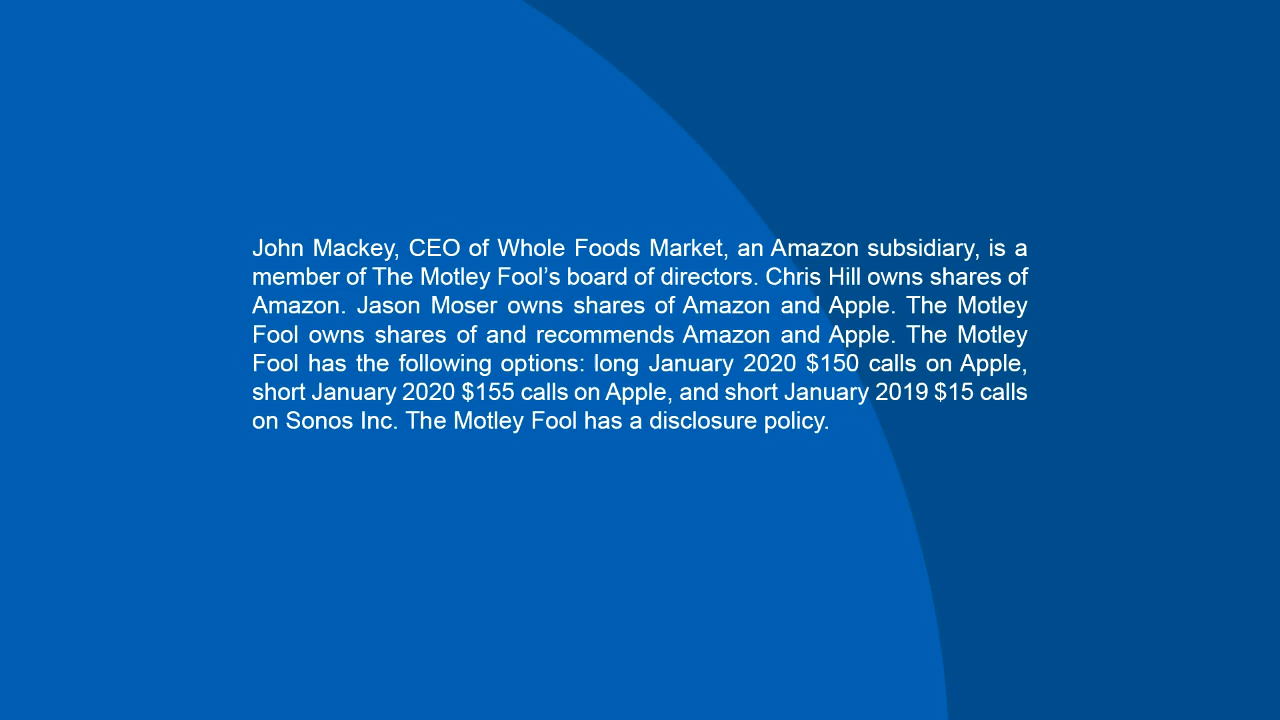 John Mackey, CEO of Whole Foods Market, an Amazon subsidiary, is a
member of The Motley Fool’s board of directors. Chris Hill owns shares of
Amazon. Jason Moser owns shares of Amazon and Apple. The Motley
Fool owns shares of and recommends Amazon and Apple. The Motley
Fool has the following options: long January 2020 $150 calls on Apple,
short January 2020 $155 calls on Apple, and short January 2019 $15 calls
on Sonos Inc. The Motley Fool has a disclosure policy.